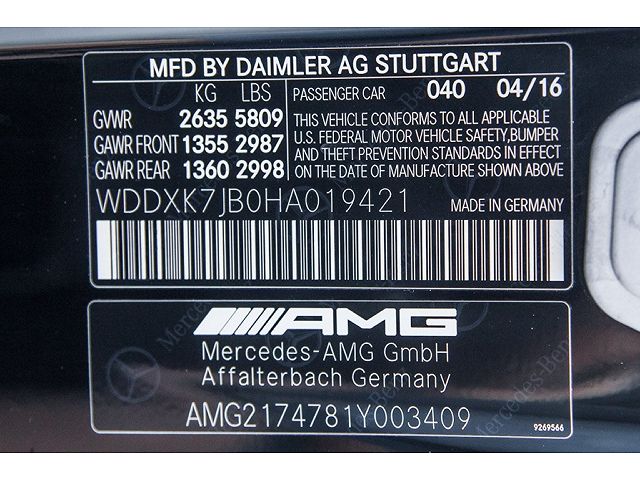 MFD BY DAIMLER AG STUTTGART
KG LBS PASSENGER CAR 040 04/16
GVWR 2635 5809 THIS VEHICLE CONFORMS TO ALL APPLICABLE
GAWR FRONT 1355 2987 U.S. FEDERAL MOTOR VEHICLE SAFETY, BUMPER
GAWR REAR 1360 2998 AND THEFT PREVENTION STANDARDS IN EFFECT
ON THE DATE OF MANUFACTURE SHOWN ABOVE.
WDDXK7JB0HA019421 MADE IN GERMANY
AMG
Mercedes-AMG GmbH
Affalterbach Germany
AMG2174781Y003409
9269566